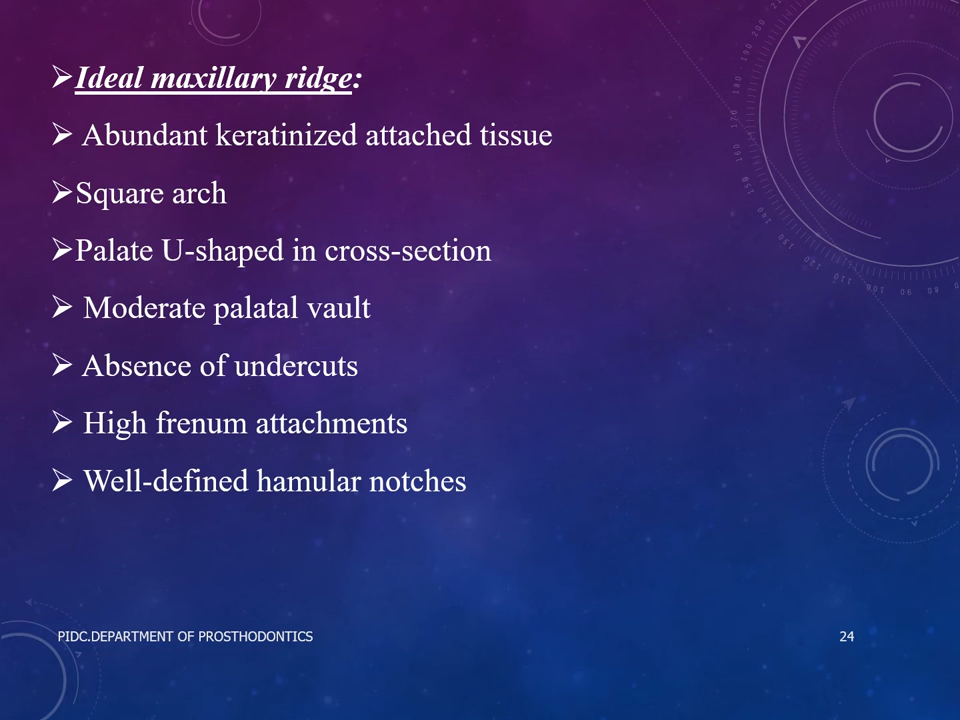 ➢Ideal maxillary ridge:
➢ Abundant keratinized attached tissue
➢Square arch
➢Palate U-shaped in cross-section
➢ Moderate palatal vault
➢ Absence of undercuts
➢ High frenum attachments
➢ Well-defined hamular notches
PIDC.DEPARTMENT OF PROSTHODONTICS 24